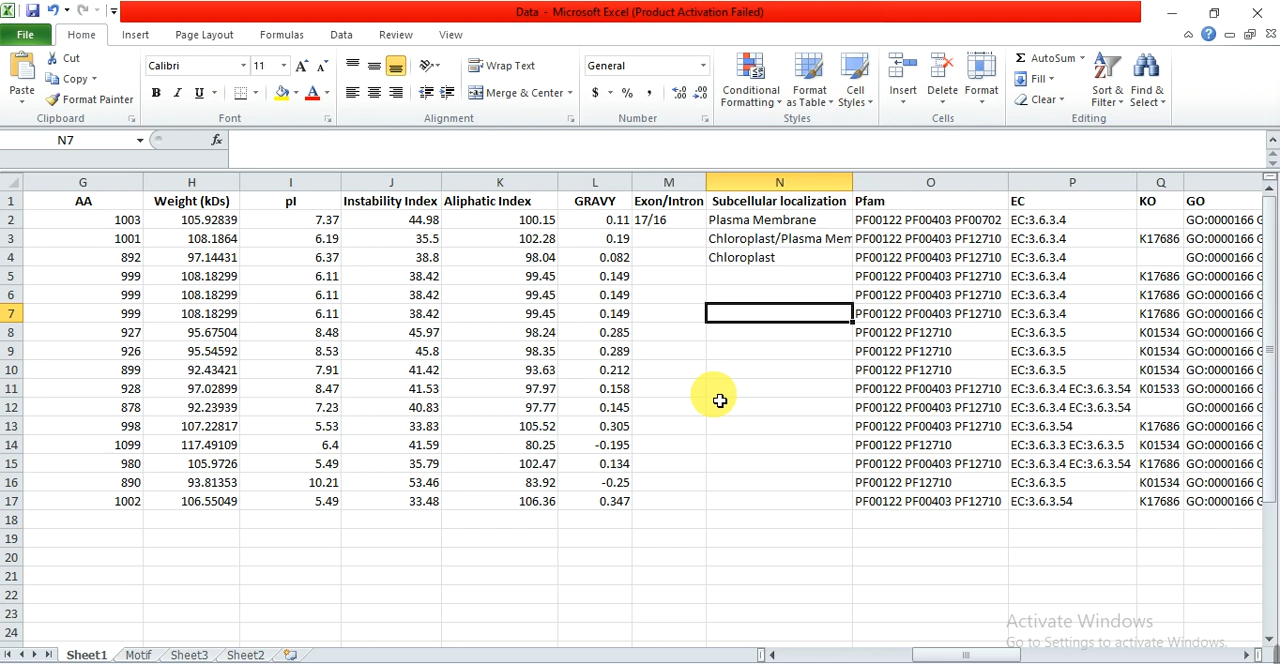 Data - Microsoft Excel (Product Activation Failed)
File Home Insert Page Layout Formulas Data Review View
Paste Cut Copy Format Painter Clipboard
Calibri 11 B I U Font
Wrap Text Merge & Center Alignment
General $ % , Number
Conditional Formatting Format as Table Cell Styles Styles
Insert Delete Format Cells
AutoSum Fill Clear Sort & Filter Find & Select Editing
N7 fx
G H I J K L M N O P Q
1 AA Weight (kDs) pI Instability Index Aliphatic Index GRAVY Exon/Intron Subcellular localization Pfam EC KO GO
2 1003 105.92839 7.37 44.98 100.15 0.11 17/16 Plasma Membrane PF00122 PF00403 PF00702 EC:3.6.3.4 GO:0000166 G
3 1001 108.1864 6.19 35.5 102.28 0.19 Chloroplast/Plasma Mem PF00122 PF00403 PF12710 EC:3.6.3.4 K17686 GO:0000166 G
4 892 97.14431 6.37 38.8 98.04 0.082 Chloroplast PF00122 PF00403 PF12710 EC:3.6.3.4 GO:0000166 G
5 999 108.18299 6.11 38.42 99.45 0.149 PF00122 PF00403 PF12710 EC:3.6.3.4 K17686 GO:0000166 G
6 999 108.18299 6.11 38.42 99.45 0.149 PF00122 PF00403 PF12710 EC:3.6.3.4 K17686 GO:0000166 G
7 999 108.18299 6.11 38.42 99.45 0.149 PF00122 PF00403 PF12710 EC:3.6.3.4 K17686 GO:0000166 G
8 927 95.67504 8.48 45.97 98.24 0.285 PF00122 PF12710 EC:3.6.3.5 K01534 GO:0000166 G
9 926 95.54592 8.53 45.8 98.35 0.289 PF00122 PF12710 EC:3.6.3.5 K01534 GO:0000166 G
10 899 92.43421 7.91 41.42 93.63 0.212 PF00122 PF12710 EC:3.6.3.5 K01534 GO:0000166 G
11 928 97.02899 8.47 41.53 97.97 0.158 PF00122 PF00403 PF12710 EC:3.6.3.4 EC:3.6.3.54 K01533 GO:0000166 G
12 878 92.23939 7.23 40.83 97.77 0.145 PF00122 PF00403 PF12710 EC:3.6.3.4 EC:3.6.3.54 GO:0000166 G
13 998 107.22817 5.53 33.83 105.52 0.305 PF00122 PF00403 PF12710 EC:3.6.3.54 K17686 GO:0000166 G
14 1099 117.49109 6.4 41.59 80.25 -0.195 PF00122 PF12710 EC:3.6.3.3 EC:3.6.3.5 K01534 GO:0000166 G
15 980 105.9726 5.49 35.79 102.47 0.134 PF00122 PF00403 PF12710 EC:3.6.3.4 EC:3.6.3.54 K17686 GO:0000166 G
16 890 93.81353 10.21 53.46 83.92 -0.25 PF00122 PF12710 EC:3.6.3.5 K01534 GO:0000166 G
17 1002 106.55049 5.49 33.48 106.36 0.347 PF00122 PF00403 PF12710 EC:3.6.3.54 K17686 GO:0000166 G
18
19
20
21
22
23
24
Activate Windows
Go to Settings to activate Windows.
Sheet1 Motif Sheet3 Sheet2